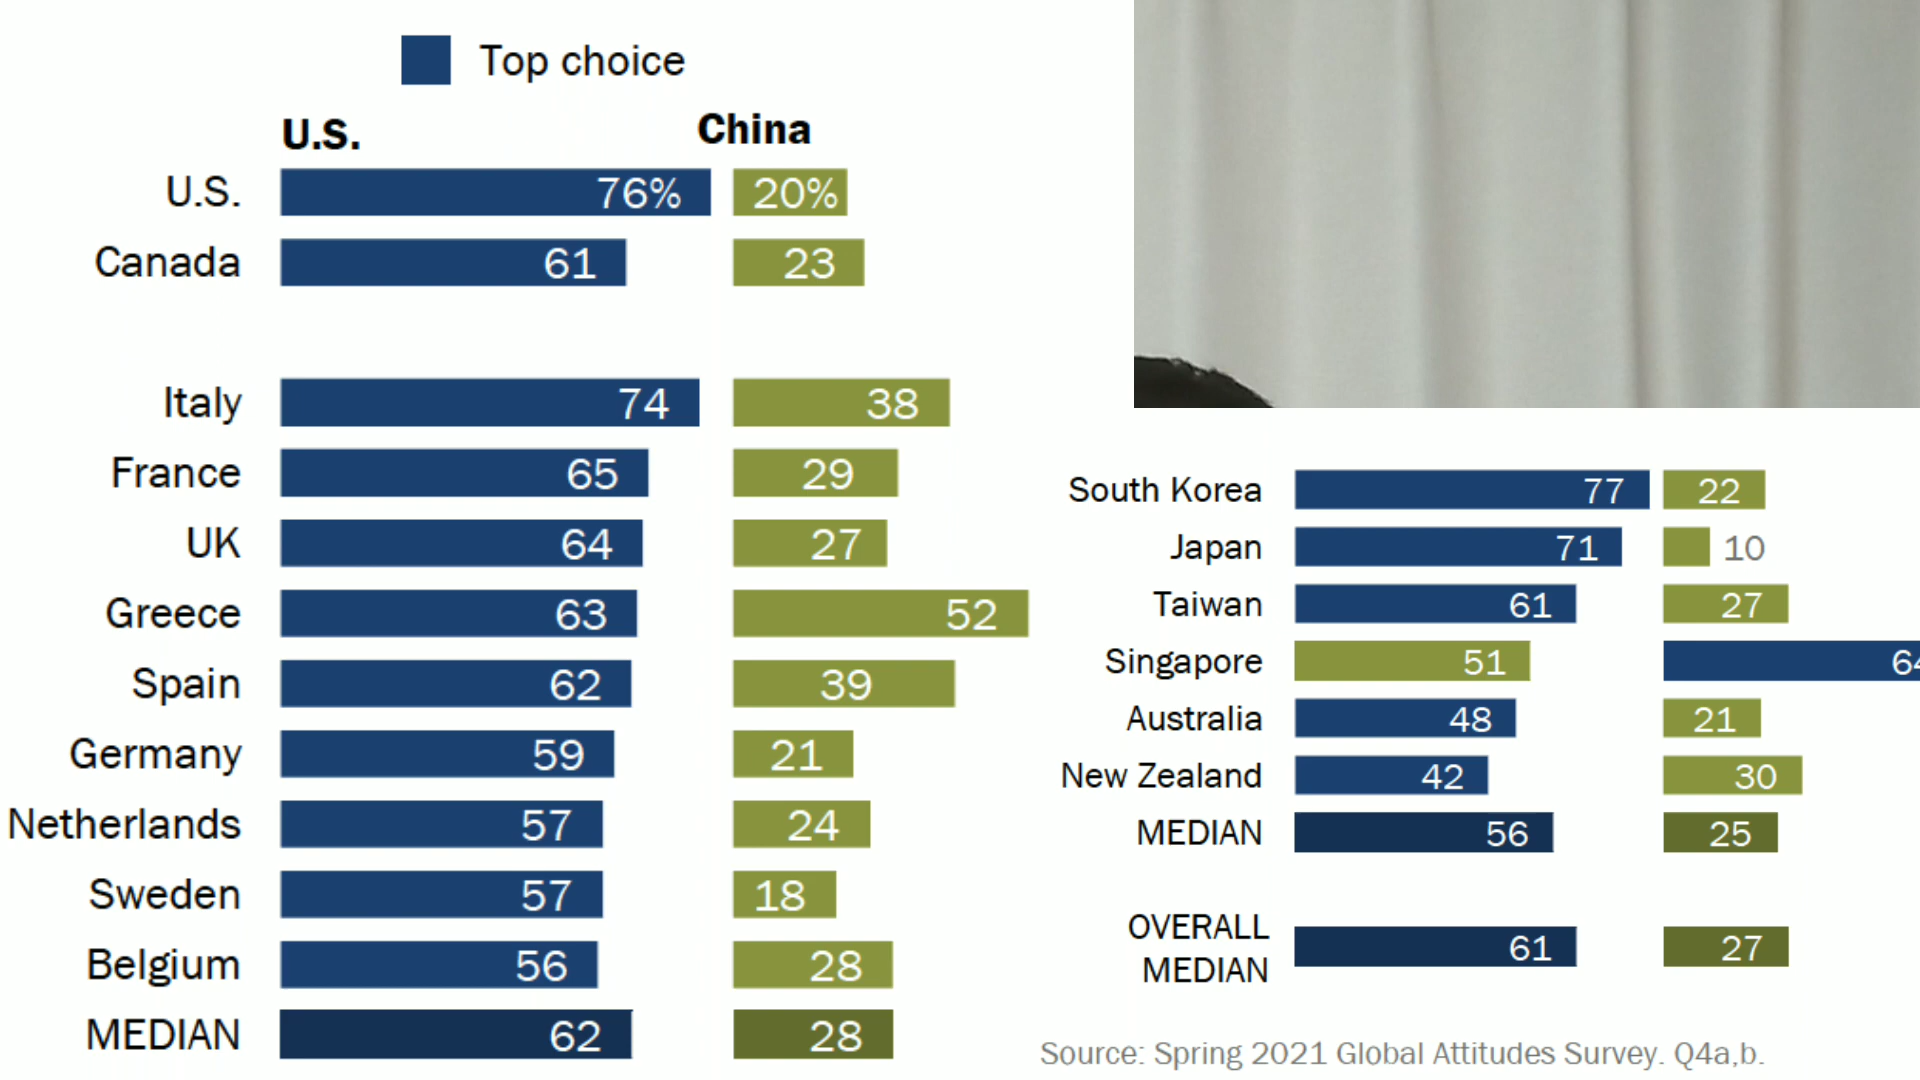 Top choice
U.S. China
U.S. 76% 20%
Canada 61 23
Italy 74 38
France 65 29
UK 64 27
Greece 63 52
Spain 62 39
Germany 59 21
Netherlands 57 24
Sweden 57 18
Belgium 56 28
MEDIAN 62 28
South Korea 77 22
Japan 71 10
Taiwan 61 27
Singapore 51 64
Australia 48 21
New Zealand 42 30
MEDIAN 56 25
OVERALL
MEDIAN 61 27
Source: Spring 2021 Global Attitudes Survey. Q4a,b.